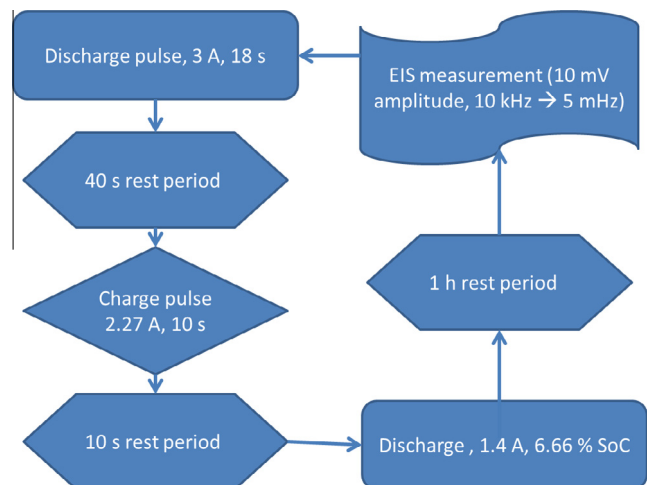 Discharge pulse, 3 A, 18 s
EIS measurement (10 mV
amplitude, 10 kHz → 5 mHz)
40 s rest period
Charge pulse
2.27 A, 10 s
1 h rest period
10 s rest period
Discharge , 1.4 A, 6.66 % SoC